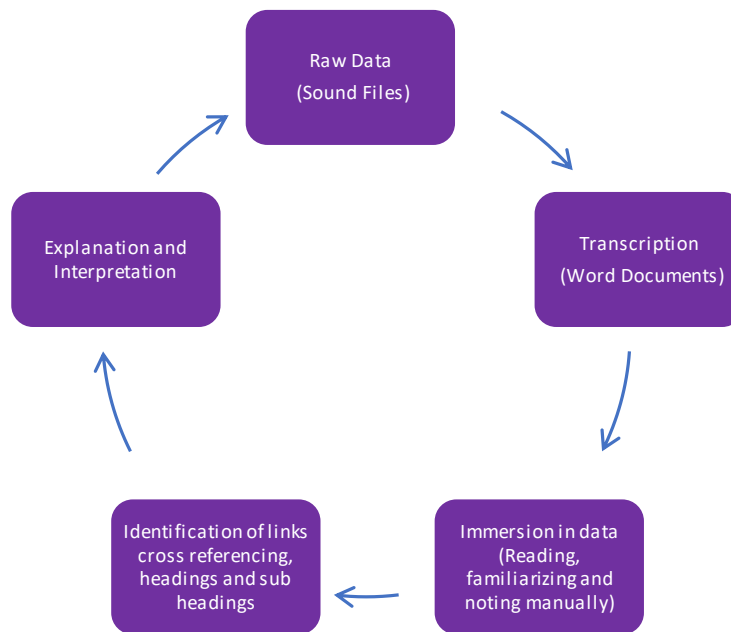 Raw Data
(Sound Files)
Transcription
(Word Documents)
Immersion in data
(Reading,
familiarizing and
noting manually)
Identification of links
cross referencing,
headings and sub
headings
Explanation and
Interpretation